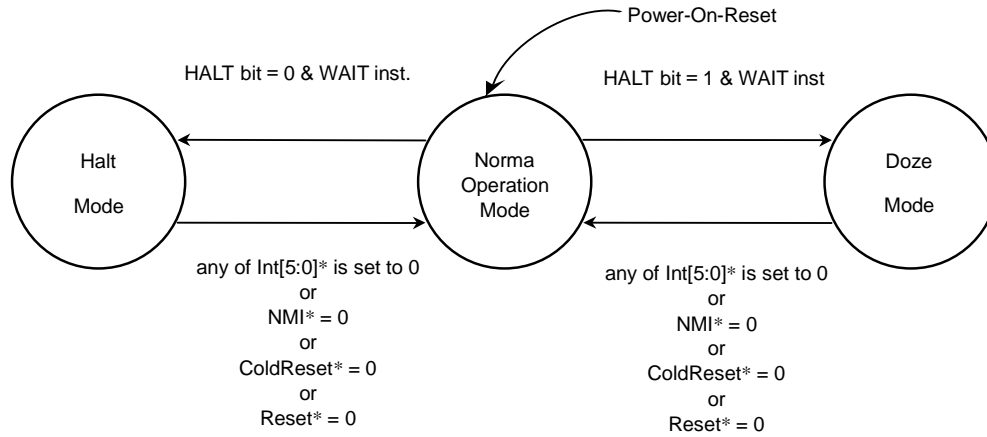 Power-On-Reset
HALT bit = 0 & WAIT inst.
HALT bit = 1 & WAIT inst
Halt
Mode
Norma
Operation
Mode
Doze
Mode
any of Int[5:0]* is set to 0
or
NMI* = 0
or
ColdReset* = 0
or
Reset* = 0
any of Int[5:0]* is set to 0
or
NMI* = 0
or
ColdReset* = 0
or
Reset* = 0